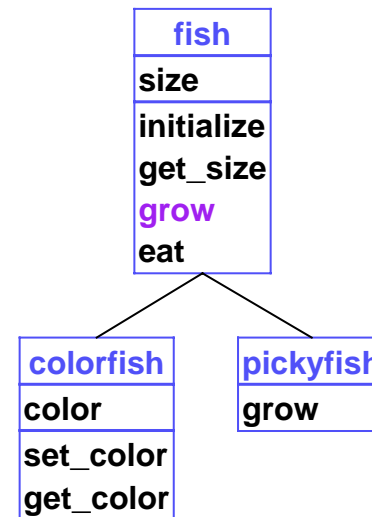 fish
size
initialize
get_size
grow
eat
colorfish
color
set_color
get_color
pickyfish
grow